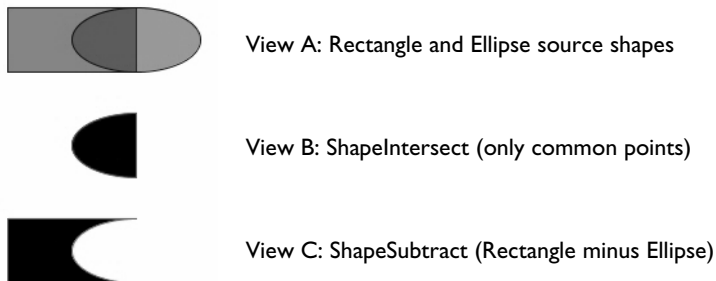 View A: Rectangle and Ellipse source shapes
View B: ShapeIntersect (only common points)
View C: ShapeSubtract (Rectangle minus Ellipse)